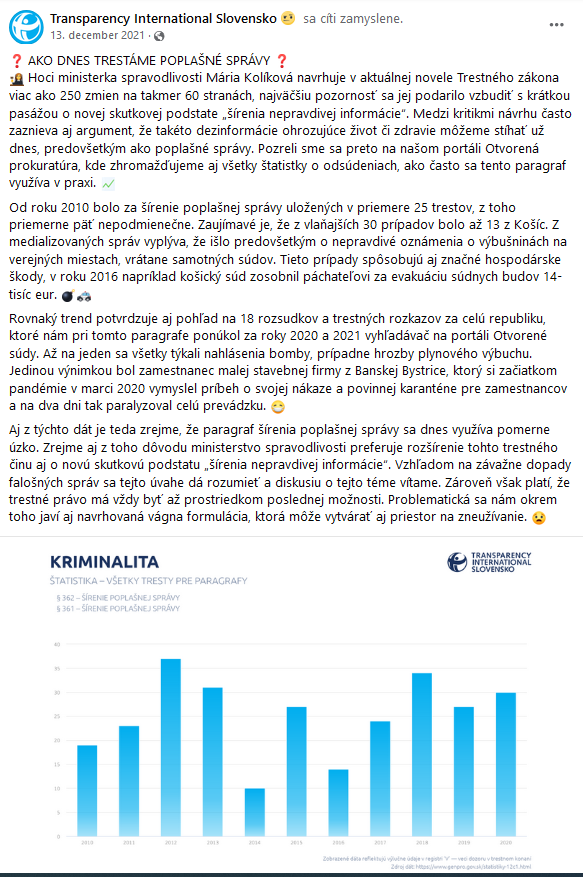 Transparency International Slovensko 🤨 sa cíti zamyslene.
13. december 2021 ·
❓ AKO DNES TRESTÁME POPLAŠNÉ SPRÁVY ❓
👩‍⚖️ Hoci ministerka spravodlivosti Mária Kolíková navrhuje v aktuálnej novele Trestného zákona
viac ako 250 zmien na takmer 60 stranách, najväčšiu pozornosť sa jej podarilo vzbudiť s krátkou
pasážou o novej skutkovej podstate „šírenia nepravdivej informácie“. Medzi kritikmi návrhu často
zaznieva aj argument, že takéto dezinformácie ohrozujúce život či zdravie môžeme stíhať už
dnes, predovšetkým ako poplašné správy. Pozreli sme sa preto na našom portáli Otvorená
prokuratúra, kde zhromažďujeme aj všetky štatistky o odsúdeniach, ako často sa tento paragraf
využíva v praxi. 📈
Od roku 2010 bolo za šírenie poplašnej správy uložených v priemere 25 trestov, z toho
priemerne päť nepodmienečne. Zaujímavé je, že z vlaňajších 30 prípadov bolo až 13 z Košíc. Z
medializovaných správ vyplýva, že išlo predovšetkým o nepravdivé oznámenia o výbušninách na
verejných miestach, vrátane samotných súdov. Tieto prípady spôsobujú aj značné hospodárske
škody, v roku 2016 napríklad košický súd zosobnil páchateľovi za evakuáciu súdnych budov 14-
tisíc eur. 💣 🚓
Rovnaký trend potvrdzuje aj pohľad na 18 rozsudkov a trestných rozkazov za celú republiku,
ktoré nám pri tomto paragrafe ponúkol za roky 2020 a 2021 vyhľadávač na portáli Otvorené
súdy. Až na jeden sa všetky týkali nahlásenia bomby, prípadne hrozby plynového výbuchu.
Jedinou výnimkou bol zamestnanec malej stavebnej firmy z Banskej Bystrice, ktorý si začiatkom
pandémie v marci 2020 vymyslel príbeh o svojej nákaze a povinnej karanténe pre zamestnancov
a na dva dni tak paralyzoval celú prevádzku. 😷
Aj z týchto dát je teda zrejme, že paragraf šírenia poplašnej správy sa dnes využíva pomerne
úzko. Zrejme aj z toho dôvodu ministerstvo spravodlivosti preferuje rozšírenie tohto trestného
činu aj o novú skutkovú podstatu „šírenia nepravdivej informácie“. Vzhľadom na závažne dopady
falošných správ sa tejto úvahe dá rozumieť a diskusiu o tejto téme vítame. Zároveň však platí, že
trestné právo má vždy byť až prostriedkom poslednej možnosti. Problematická sa nám okrem
toho javí aj navrhovaná vágna formulácia, ktorá môže vytvárať aj priestor na zneužívanie. 😧
KRIMINALITA
ŠTATISTIKA – VŠETKY TRESTY PRE PARAGRAFY
§ 362 – ŠÍRENIE POPLAŠNEJ SPRÁVY
§ 361 – ŠÍRENIE POPLAŠNEJ SPRÁVY
TRANSPARENCY
INTERNATIONAL
SLOVENSKO
40
35
30
25
20
15
10
5
0
2010 2011 2012 2013 2014 2015 2016 2017 2018 2019 2020
Zobrazené dáta reflektujú výlučne údaje v registri "V" — veci dozoru v trestnom konaní
Zdroj dát: https://www.genpro.gov.sk/statistiky-12c1.html